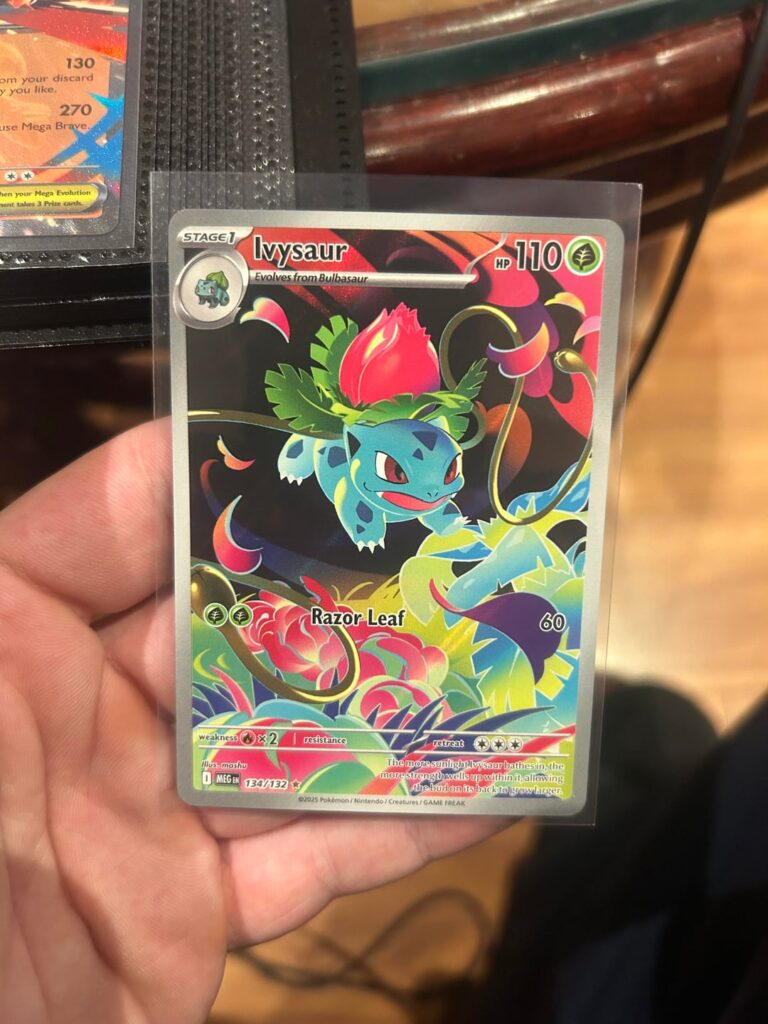 130
om your discard
y you like.
270
use Mega Brave.
hen your Mega Evolution
ment takes 3 Prize cards.
STAGE 1
Ivysaur
HP 110
Evolves from Bulbasaur
Razor Leaf 60
weakness ×2 resistance retreat
Illus. mashu
The more sunlight Ivysaur bathes in, the
more strength wells up within it, allowing
the bud on its back to grow larger.
I MEG EN 134/132
©2025 Pokémon / Nintendo / Creatures / GAME FREAK